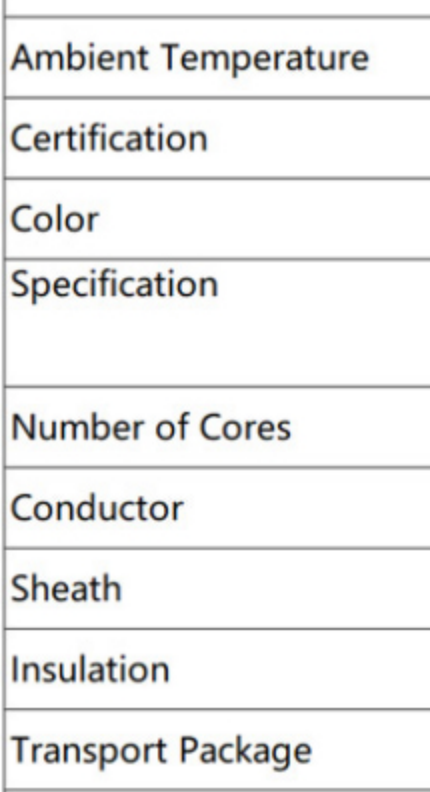 Ambient Temperature
Certification
Color
Specification
Number of Cores
Conductor
Sheath
Insulation
Transport Package